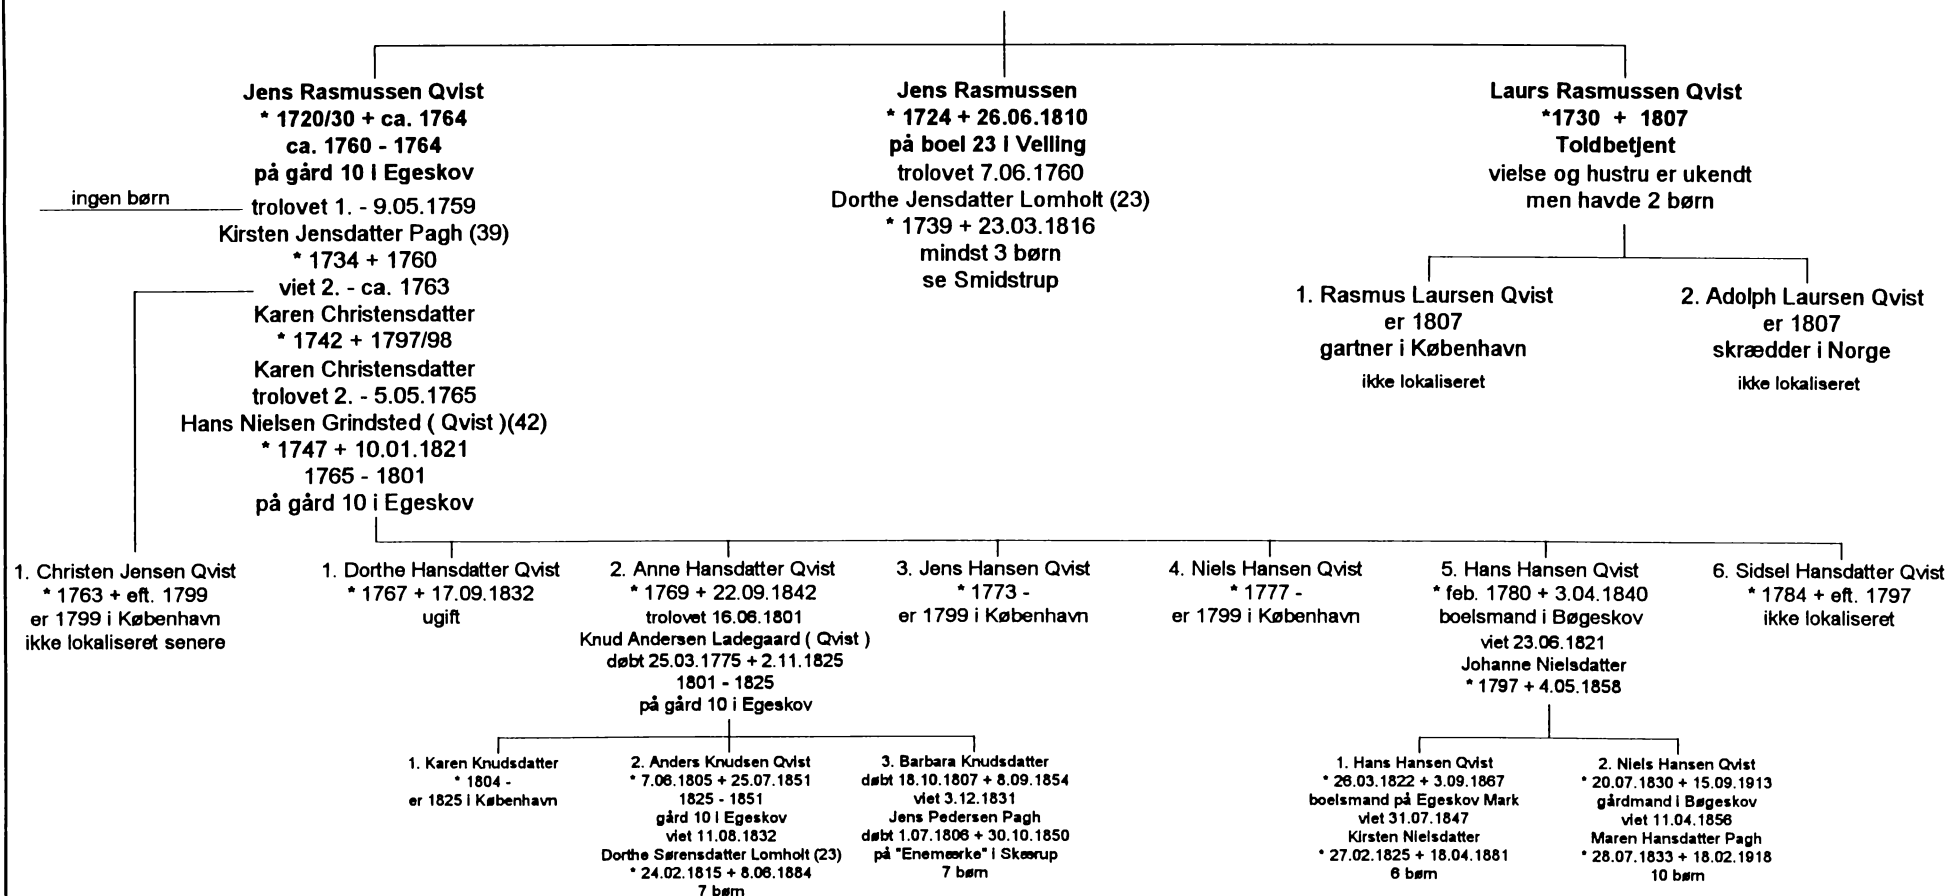 Jens Rasmussen Qvist
* 1720/30 + ca. 1764
ca. 1760 - 1764
på gård 10 i Egeskov
ingen børn
trolovet 1. - 9.05.1759
Kirsten Jensdatter Pagh (39)
* 1734 + 1760
viet 2. - ca. 1763
Karen Christensdatter
* 1742 + 1797/98
Karen Christensdatter
trolovet 2. - 5.05.1765
Hans Nielsen Grindsted ( Qvist )(42)
* 1747 + 10.01.1821
1765 - 1801
på gård 10 i Egeskov
Jens Rasmussen
* 1724 + 26.06.1810
på boel 23 i Velling
trolovet 7.06.1760
Dorthe Jensdatter Lomholt (23)
* 1739 + 23.03.1816
mindst 3 børn
se Smidstrup
Laurs Rasmussen Qvist
*1730 + 1807
Toldbetjent
vielse og hustru er ukendt
men havde 2 børn
1. Rasmus Laursen Qvist
er 1807
gartner i København
ikke lokaliseret
2. Adolph Laursen Qvist
er 1807
skrædder i Norge
ikke lokaliseret
1. Christen Jensen Qvist
* 1763 + eft. 1799
er 1799 i København
ikke lokaliseret senere
1. Dorthe Hansdatter Qvist
* 1767 + 17.09.1832
ugift
2. Anne Hansdatter Qvist
* 1769 + 22.09.1842
trolovet 16.06.1801
Knud Andersen Ladegaard ( Qvist )
døbt 25.03.1775 + 2.11.1825
1801 - 1825
på gård 10 i Egeskov
3. Jens Hansen Qvist
* 1773 -
er 1799 i København
4. Niels Hansen Qvist
* 1777 -
er 1799 i København
5. Hans Hansen Qvist
* feb. 1780 + 3.04.1840
boelsmand i Bøgeskov
viet 23.06.1821
Johanne Nielsdatter
* 1797 + 4.05.1858
6. Sidsel Hansdatter Qvist
* 1784 + eft. 1797
ikke lokaliseret
1. Karen Knudsdatter
* 1804 -
er 1825 i København
2. Anders Knudsen Qvist
* 7.06.1805 + 25.07.1851
1825 - 1851
gård 10 i Egeskov
viet 11.08.1832
Dorthe Sørensdatter Lomholt (23)
* 24.02.1815 + 8.06.1884
7 børn
3. Barbara Knudsdatter
døbt 18.10.1807 + 8.09.1854
viet 3.12.1831
Jens Pedersen Pagh
døbt 1.07.1806 + 30.10.1850
på "Enemærke" i Skærup
7 børn
1. Hans Hansen Qvist
* 26.03.1822 + 3.09.1867
boelsmand på Egeskov Mark
viet 31.07.1847
Kirsten Nielsdatter
* 27.02.1825 + 18.04.1881
6 børn
2. Niels Hansen Qvist
* 20.07.1830 + 15.09.1913
gårdmand i Bøgeskov
viet 11.04.1856
Maren Hansdatter Pagh
* 28.07.1833 + 18.02.1918
10 børn